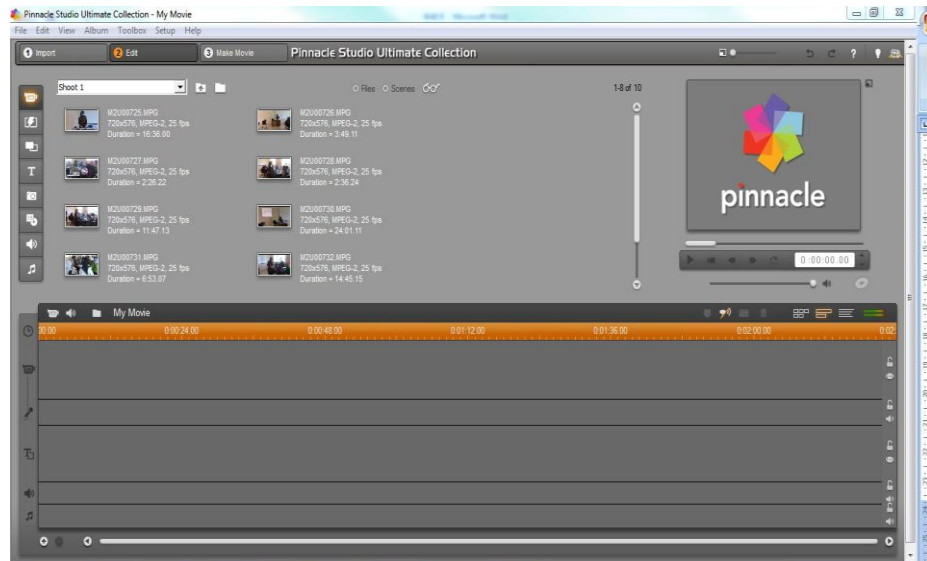 Pinnacle Studio Ultimate Collection - My Movie
File Edit View Album Toolbox Setup Help
1 Import
2 Edit
3 Make Movie
Pinnacle Studio Ultimate Collection
Shoot 1
Files
Scenes
1-8 of 10
M2U00725.MPG
720x576, MPEG-2, 25 fps
Duration = 16:36.00
M2U00726.MPG
720x576, MPEG-2, 25 fps
Duration = 3:49.11
M2U00727.MPG
720x576, MPEG-2, 25 fps
Duration = 2:26.22
M2U00728.MPG
720x576, MPEG-2, 25 fps
Duration = 2:36.24
M2U00729.MPG
720x576, MPEG-2, 25 fps
Duration = 11:47.13
M2U00730.MPG
720x576, MPEG-2, 25 fps
Duration = 24:01.11
M2U00731.MPG
720x576, MPEG-2, 25 fps
Duration = 6:53.07
M2U00732.MPG
720x576, MPEG-2, 25 fps
Duration = 14:45.15
pinnacle
0:00:00.00
My Movie
00.00 0:00:24.00 0:00:48.00 0:01:12.00 0:01:36.00 0:02:00.00 0:02: